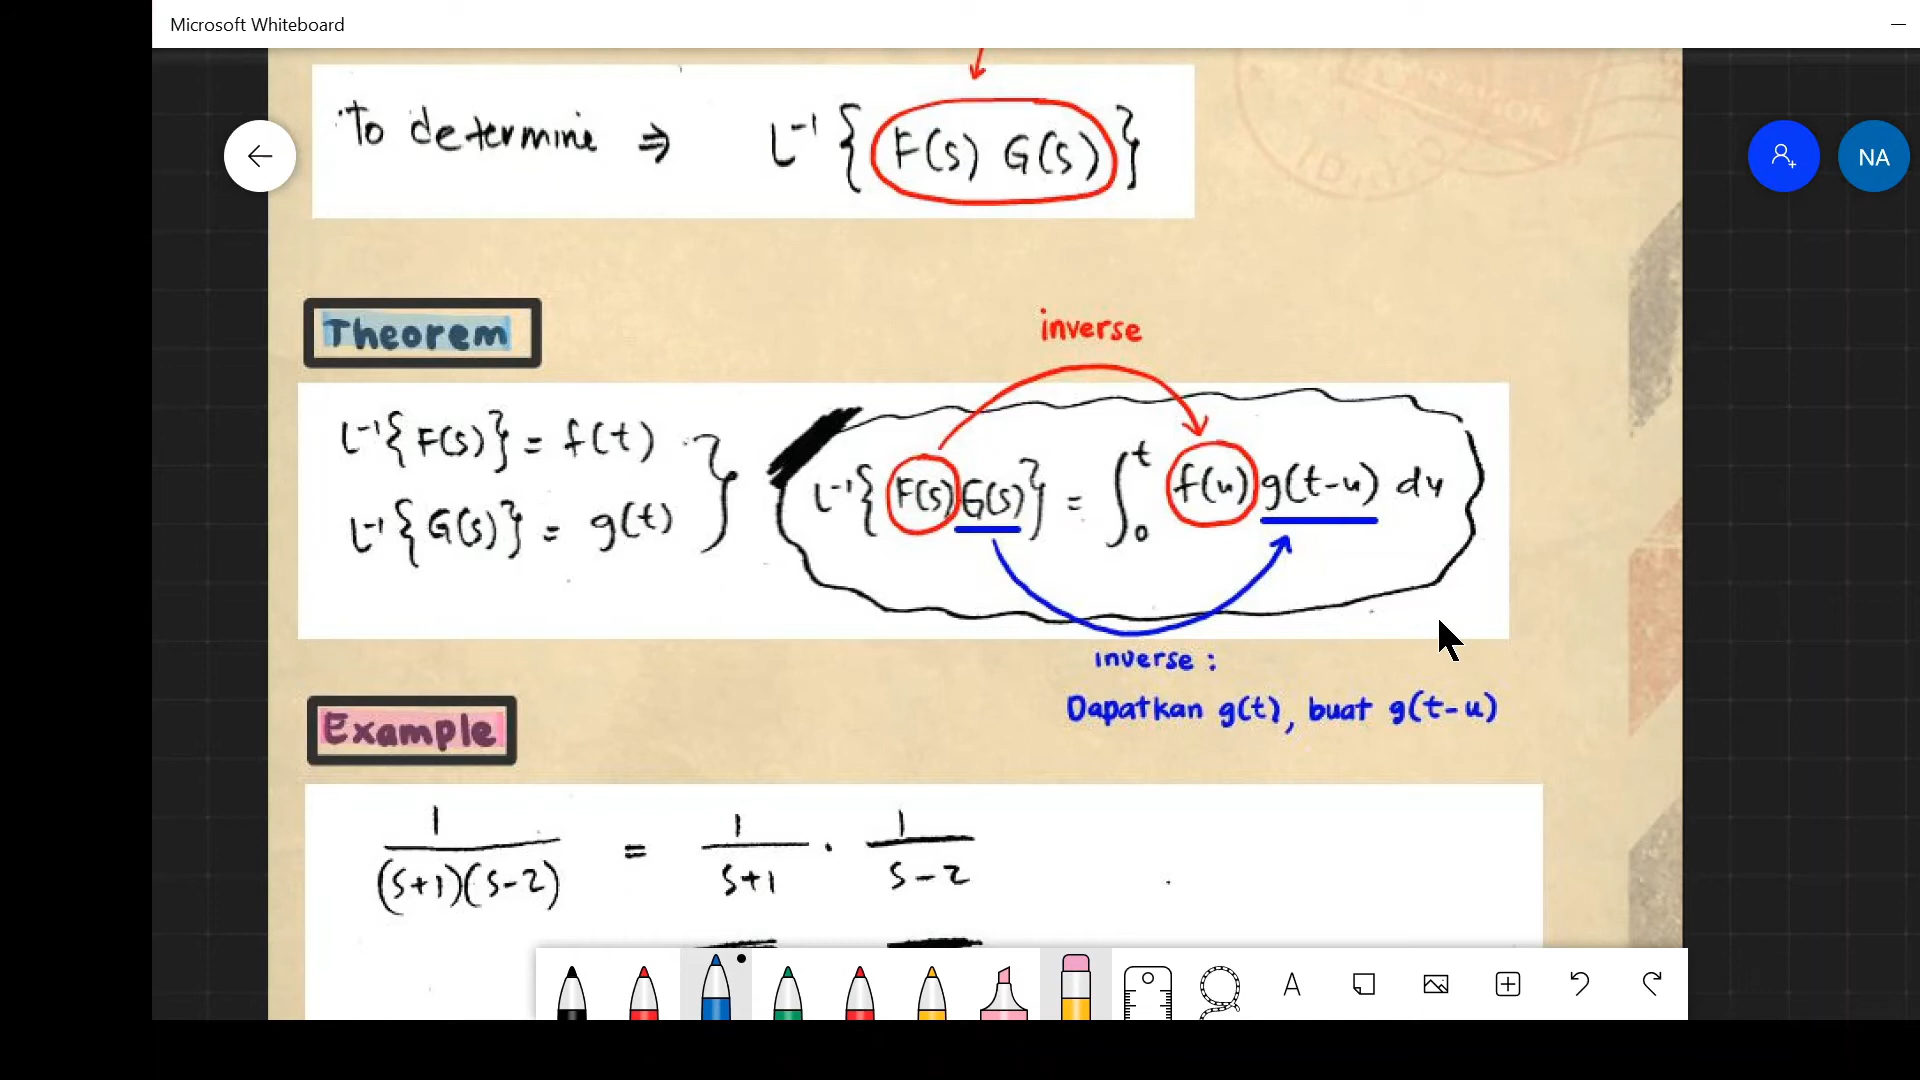 Microsoft Whiteboard
To determine ⇒ L⁻¹{F(s) G(s)}
NA
Theorem
inverse
L⁻¹{F(s)} = f(t)
L⁻¹{G(s)} = g(t)
L⁻¹{F(s)G(s)} = ∫₀ᵗ f(u) g(t-u) du
inverse :
Dapatkan g(t), buat g(t-u)
Example
1/((s+1)(s-2)) = 1/(s+1) · 1/(s-2)
A